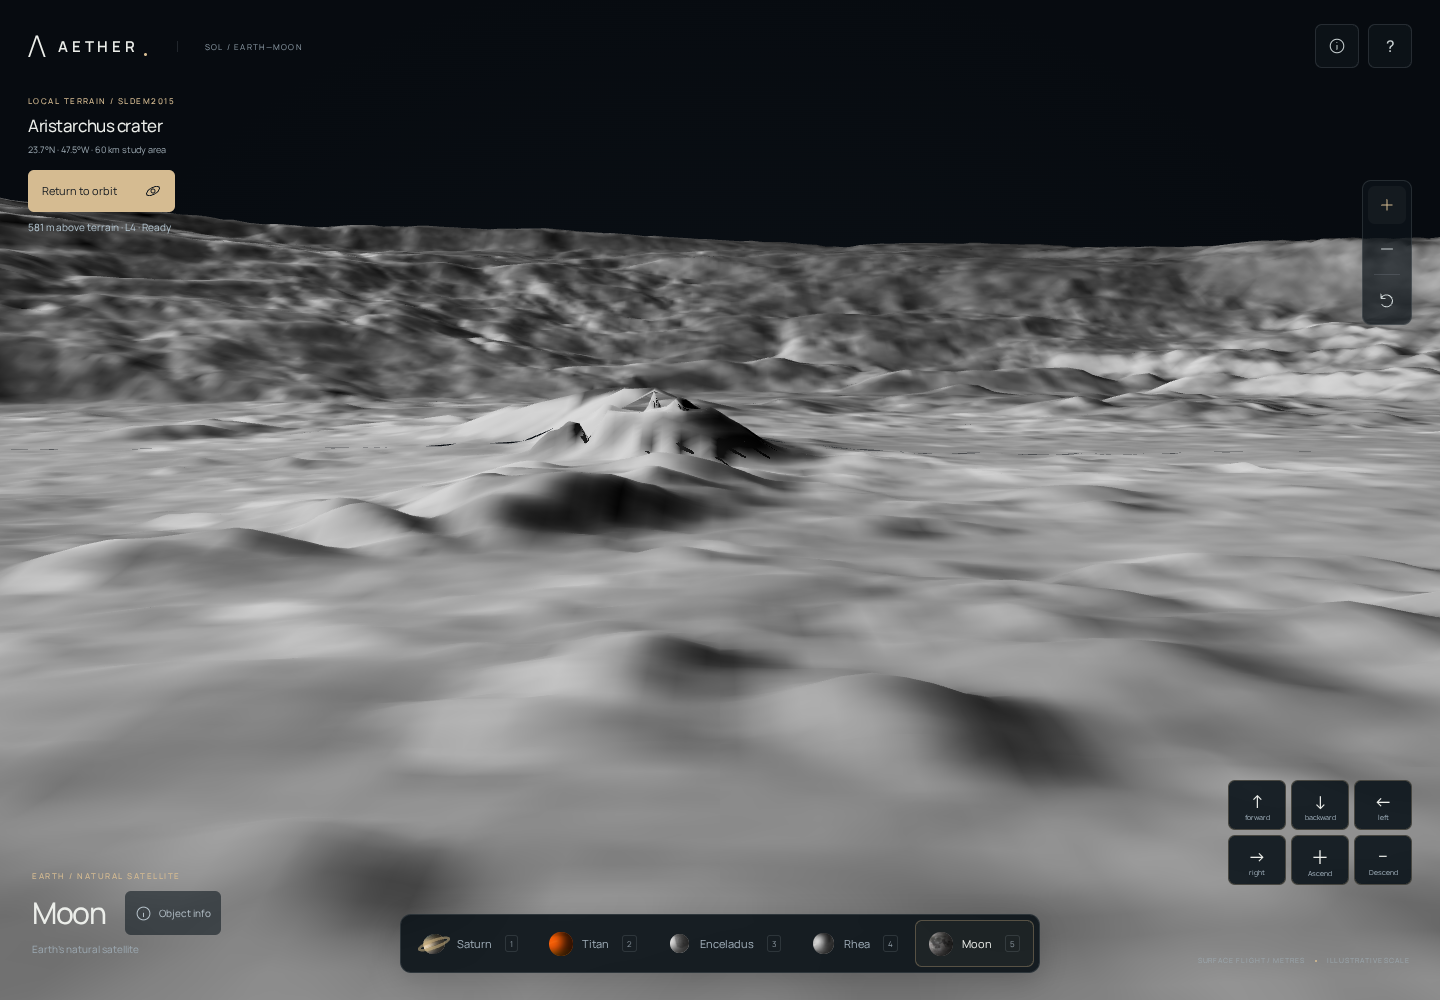 AETHER.
SOL / EARTH—MOON
?
LOCAL TERRAIN / SLDEM2015
Aristarchus crater
23.7°N · 47.5°W · 60 km study area
Return to orbit
581 m above terrain · L4 · Ready
+
−
↑ ↓ ←
forward backward left
→ + −
right Ascend Descend
EARTH / NATURAL SATELLITE
Moon
Object info
Earth's natural satellite
Saturn 1 Titan 2 Enceladus 3 Rhea 4 Moon 5
SURFACE FLIGHT / METRES • ILLUSTRATIVE SCALE